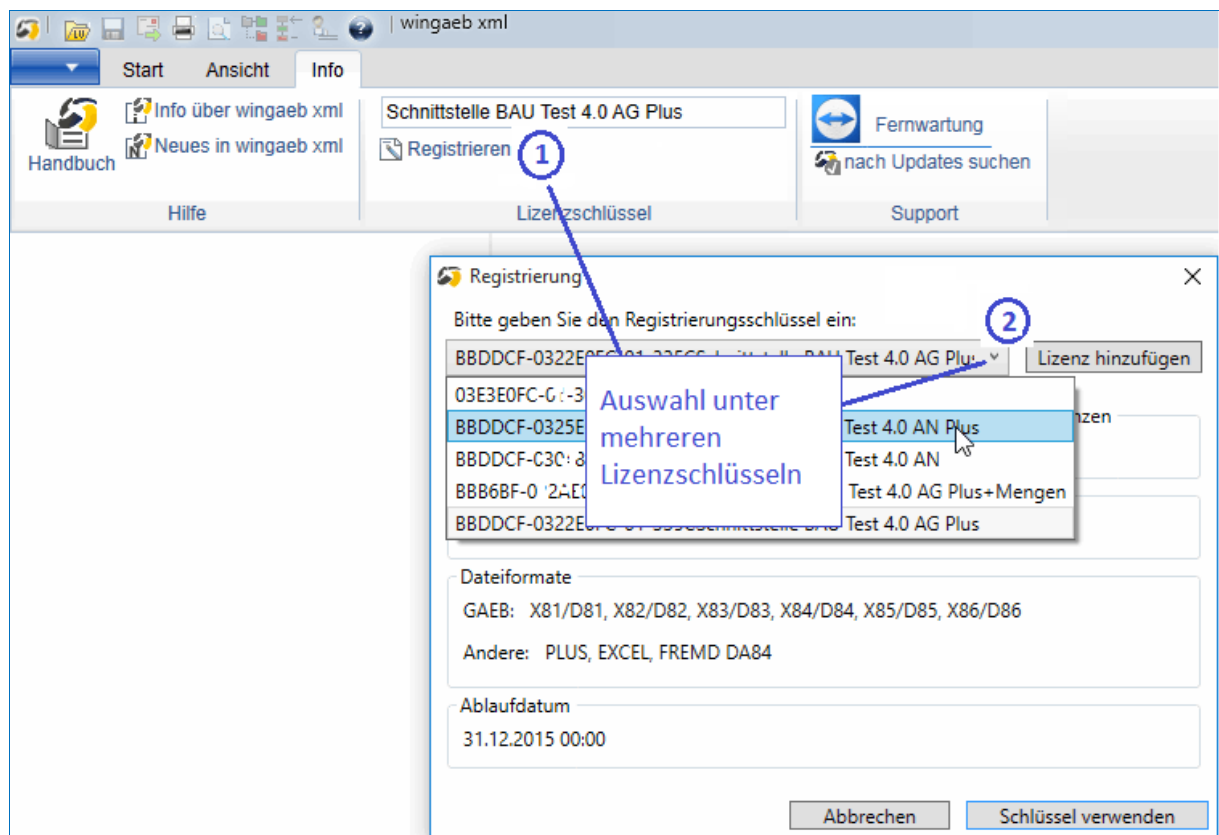 wingaeb xml
Start Ansicht Info
Handbuch
Info über wingaeb xml
Neues in wingaeb xml
Hilfe
Schnittstelle BAU Test 4.0 AG Plus
Registrieren
1
Lizenzschlüssel
Fernwartung
nach Updates suchen
Support
Registrierung
Bitte geben Sie den Registrierungsschlüssel ein:
2
Test 4.0 AG
Lizenz hinzufügen
Auswahl unter
mehreren
Lizenzschlüsseln
Test 4.0 AN Plus
Test 4.0 AN
Test 4.0 AG Plus+Mengen
Test 4.0 AG Plus
Dateiformate
GAEB: X81/D81, X82/D82, X83/D83, X84/D84, X85/D85, X86/D86
Andere: PLUS, EXCEL, FREMD DA84
Ablaufdatum
31.12.2015 00:00
Abbrechen
Schlüssel verwenden